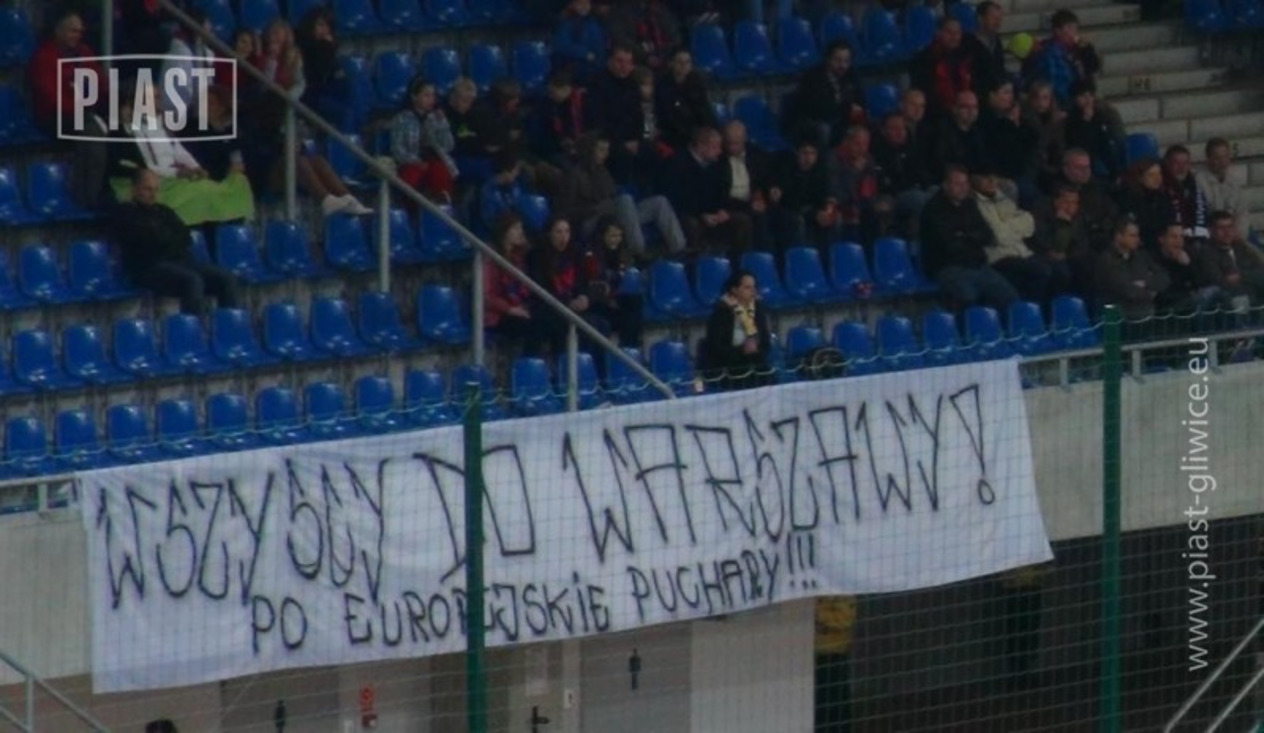 PIAST
WSZYSCY DO WARSZAWY!
PO EUROPEJSKIE PUCHARY!!!
www.piast-gliwice.eu